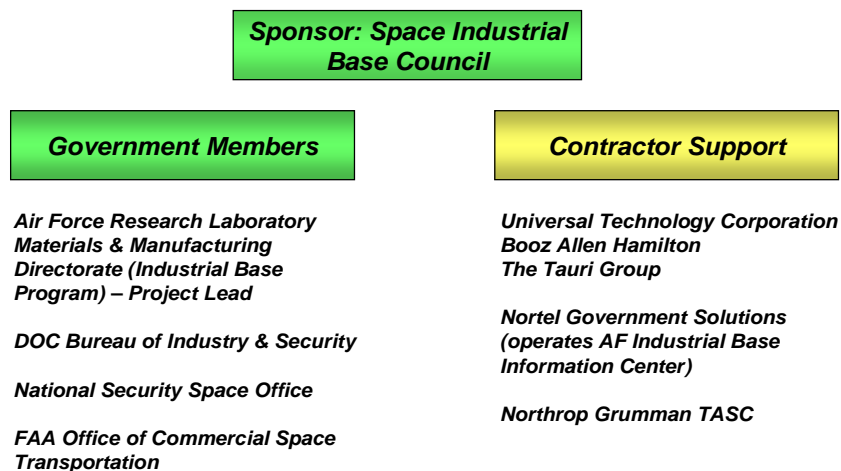 Sponsor: Space Industrial
Base Council
Government Members
Air Force Research Laboratory
Materials & Manufacturing
Directorate (Industrial Base
Program) – Project Lead
DOC Bureau of Industry & Security
National Security Space Office
FAA Office of Commercial Space
Transportation
Contractor Support
Universal Technology Corporation
Booz Allen Hamilton
The Tauri Group
Nortel Government Solutions
(operates AF Industrial Base
Information Center)
Northrop Grumman TASC